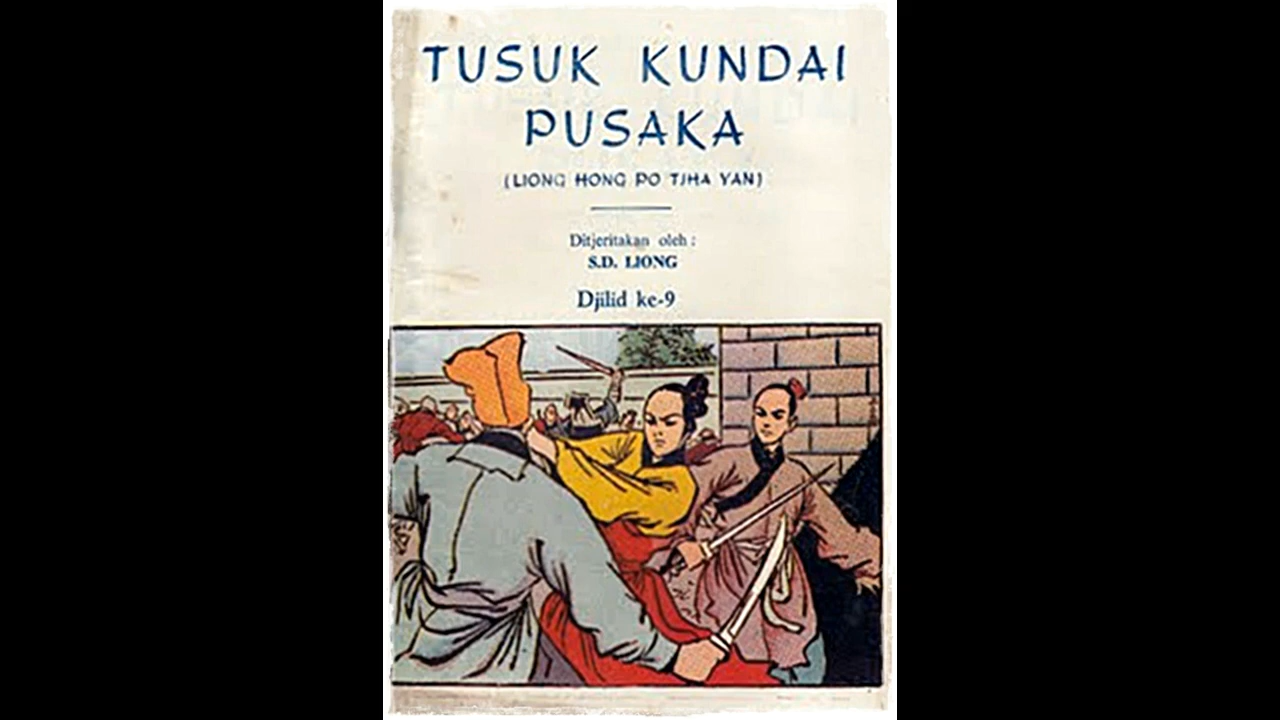 TUSUK KUNDAI
PUSAKA
(LIONG HONG PO TJHA YAN)
Ditjeritakan oleh :
S.D. LIONG
Djilid ke-9